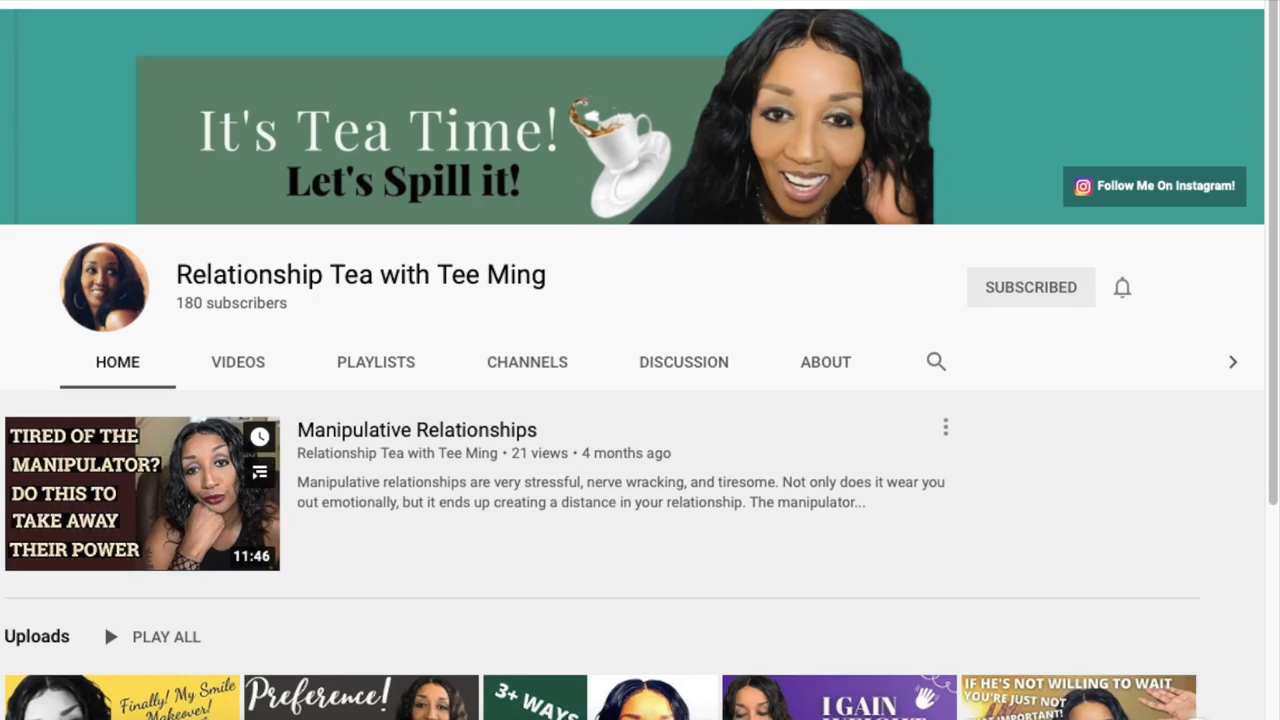 It's Tea Time!
Let's Spill it!
Follow Me On Instagram!
Relationship Tea with Tee Ming
180 subscribers
SUBSCRIBED
HOME VIDEOS PLAYLISTS CHANNELS DISCUSSION ABOUT
TIRED OF THE
MANIPULATOR?
DO THIS TO
TAKE AWAY
THEIR POWER
11:46
Manipulative Relationships
Relationship Tea with Tee Ming • 21 views • 4 months ago
Manipulative relationships are very stressful, nerve wracking, and tiresome. Not only does it wear you
out emotionally, but it ends up creating a distance in your relationship. The manipulator...
Uploads PLAY ALL
Finally! My Smile
Makeover!
Preference!
3+ WAYS
I GAIN
IF HE'S NOT WILLING TO WAIT
YOU'RE JUST NOT
IMPORTANT!